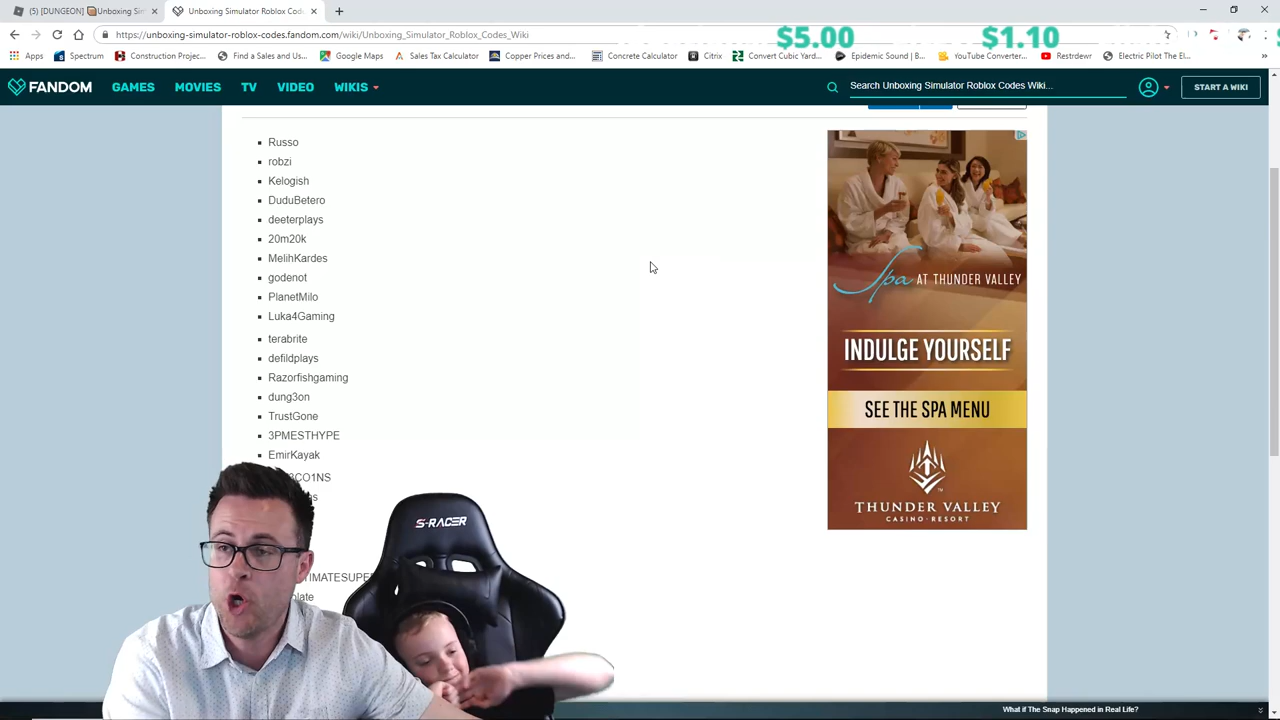 (5) [DUNGEON] Unboxing Sim
Unboxing Simulator Roblox Codes
https://unboxing-simulator-roblox-codes.fandom.com/wiki/Unboxing_Simulator_Roblox_Codes_Wiki
$5.00
$1.10
Apps
Spectrum
Construction Projec...
Find a Sales and Us...
Google Maps
Sales Tax Calculator
Copper Prices and...
Concrete Calculator
Citrix
Convert Cubic Yard...
Epidemic Sound | B...
YouTube Converter...
Restrdewr
Electric Pilot The El...
FANDOM
GAMES
MOVIES
TV
VIDEO
WIKIS
Search Unboxing Simulator Roblox Codes Wiki...
START A WIKI
Russo
robzi
Kelogish
DuduBetero
deeterplays
20m20k
MelihKardes
godenot
PlanetMilo
Luka4Gaming
terabrite
defildplays
Razorfishgaming
dung3on
TrustGone
3PMESTHYPE
EmirKayak
Spa AT THUNDER VALLEY
INDULGE YOURSELF
SEE THE SPA MENU
THUNDER VALLEY
CASINO · RESORT
S-RACER
What if The Snap Happened in Real Life?